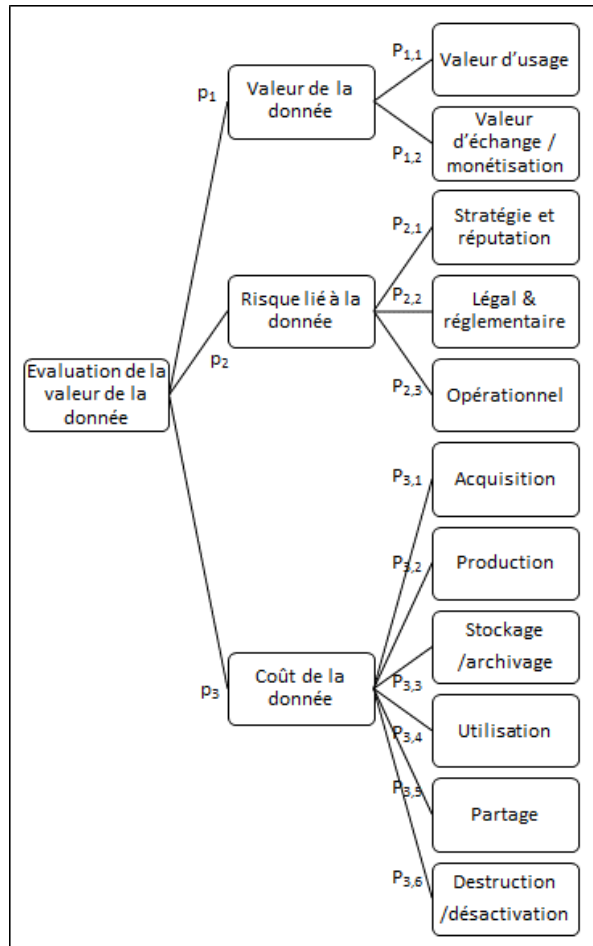 P1,1
Valeur d'usage
p1
Valeur de la
donnée
Valeur
d'échange /
monétisation
P1,2
Stratégie et
réputation
P2,1
Risque lié à la
donnée
P2,2
Légal &
réglementaire
p2
Evaluation de la
valeur de la
donnée
P2,3
Opérationnel
P3,1
Acquisition
P3,2
Production
Stockage
/archivage
p3
Coût de la
donnée
P3,3
P3,4
Utilisation
P3,5
Partage
P3,6
Destruction
/désactivation